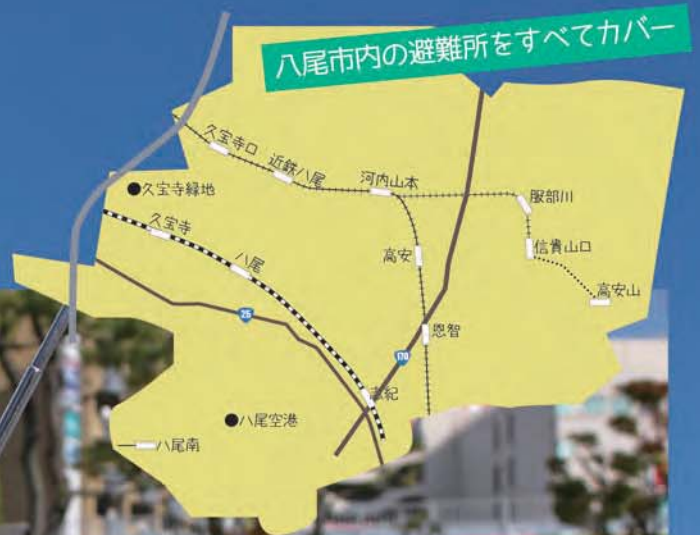 八尾市内の避難所をすべてカバー
久宝寺口
近鉄八尾
河内山本
服部川
久宝寺緑地
久宝寺
八尾
高安
信貴山口
高安山
25
恩智
170
志紀
八尾空港
八尾南